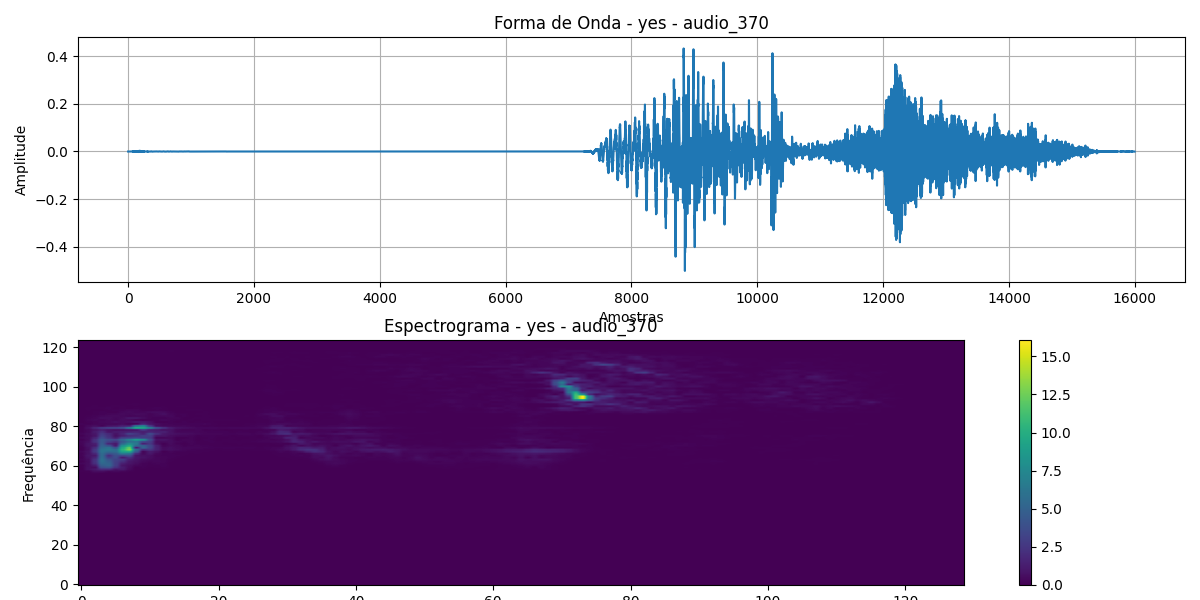 Forma de Onda - yes - audio_370
Amplitude
0.4
0.2
0.0
−0.2
−0.4
0 2000 4000 6000 8000 10000 12000 14000 16000
Amostras
Espectrograma - yes - audio_370
Frequência
120
100
80
60
40
20
0
15.0
12.5
10.0
7.5
5.0
2.5
0.0
0 20 40 60 80 100 120